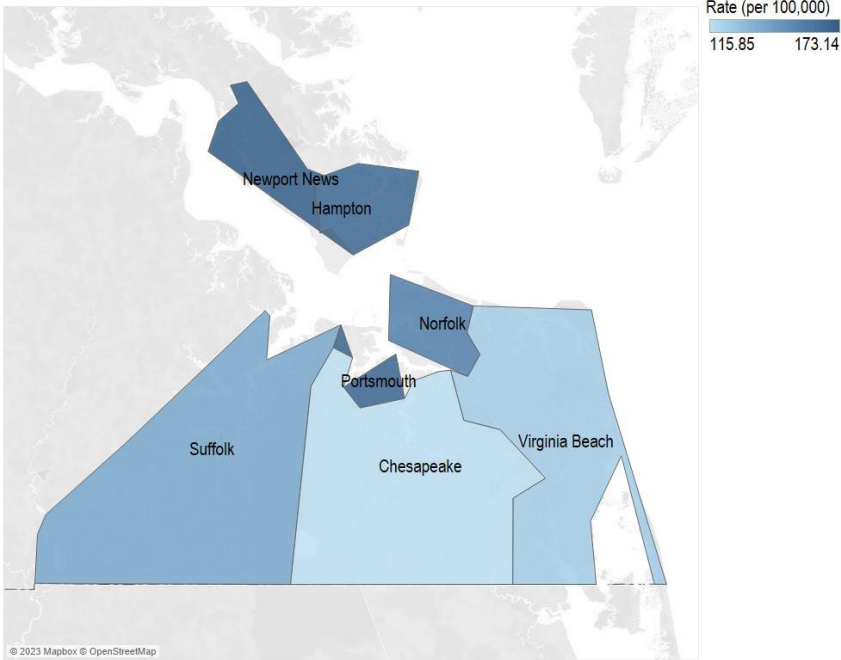 Rate (per 100,000)
115.85 173.14
Newport News
Hampton
Norfolk
Portsmouth
Virginia Beach
Suffolk
Chesapeake
© 2023 Mapbox © OpenStreetMap